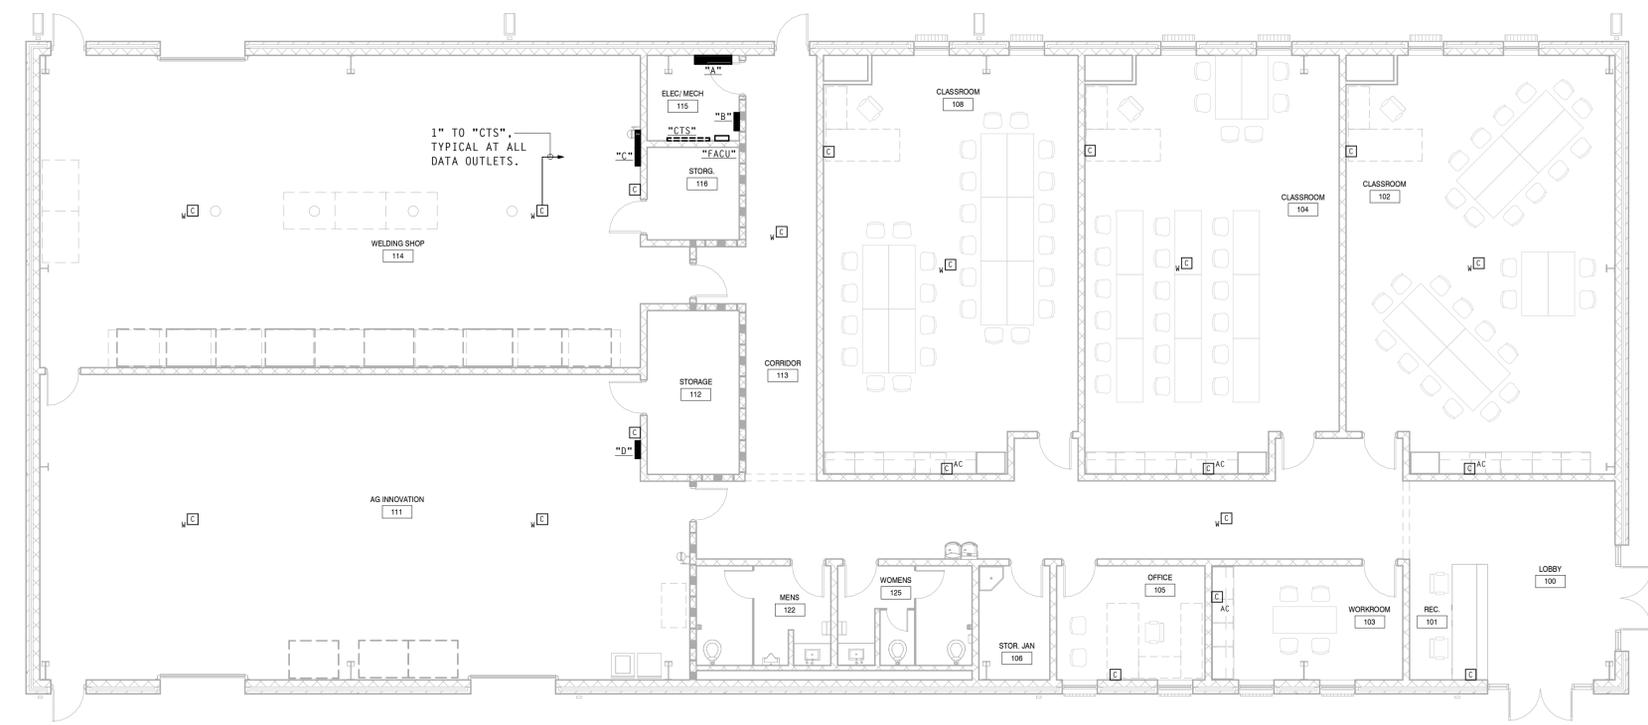 "A"
ELEC/ MECH
115
"B"
"CTS"
"FACU"
"C"
1" TO "CTS",
TYPICAL AT ALL
DATA OUTLETS.
C
STORG.
116
W C
W C
WELDING SHOP
114
W C
CLASSROOM
108
C
W C
C AC
CLASSROOM
104
C
W C
C AC
CLASSROOM
102
C
W C
C AC
CORRIDOR
113
STORAGE
112
C
"D"
AG INNOVATION
111
W C
W C
W C
MENS
122
WOMENS
125
STOR. JAN
106
OFFICE
105
C
C
AC
WORKROOM
103
REC.
101
C
LOBBY
100